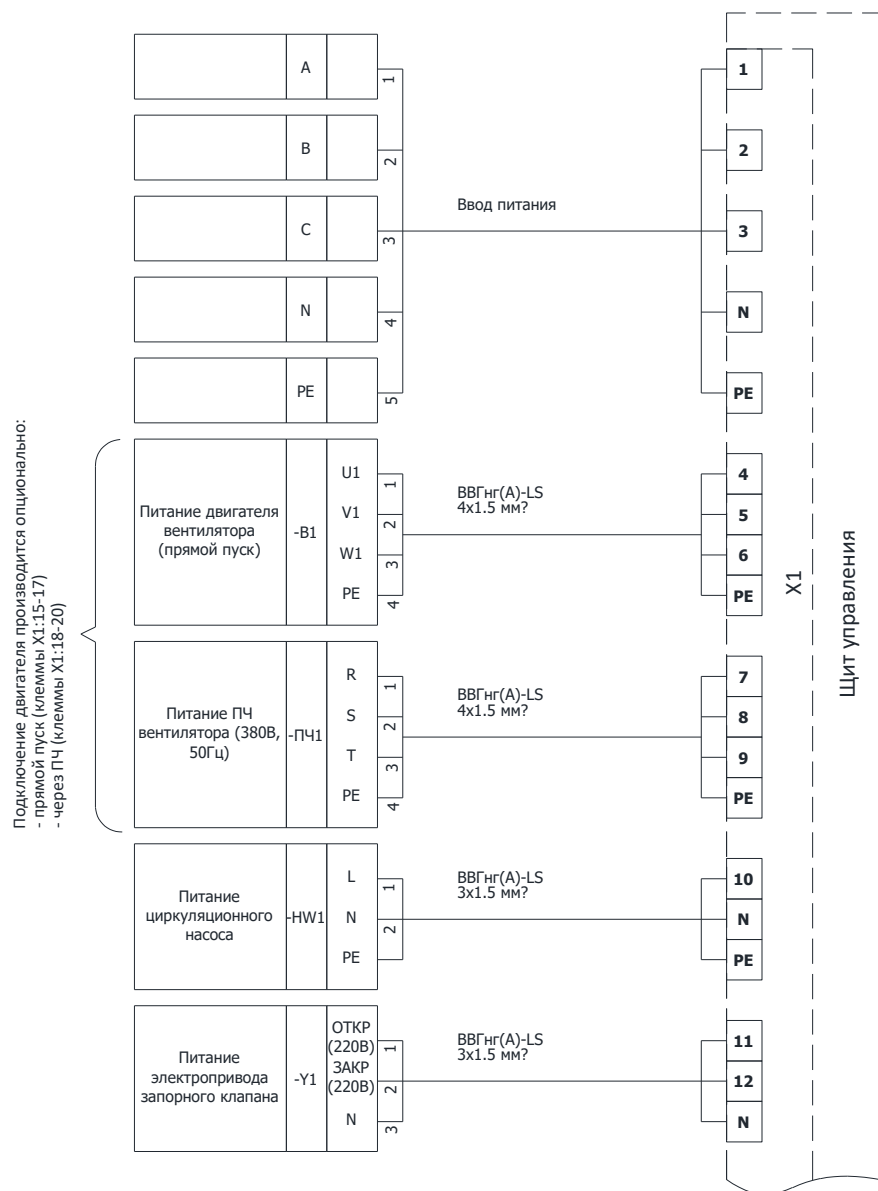 A
1
1
B
2
2
C
3
Ввод питания
3
N
4
N
PE
5
PE
Подключение двигателя производится опционально:
- прямой пуск (клеммы X1:15-17)
- через ПЧ (клеммы X1:18-20)
Питание двигателя
вентилятора
(прямой пуск)
-B1
U1
V1
W1
PE
1
2
3
4
ВВГнг(A)-LS
4x1.5 мм?
4
5
6
PE
Питание ПЧ
вентилятора (380В,
50Гц)
-ПЧ1
R
S
T
PE
1
2
3
4
ВВГнг(A)-LS
4x1.5 мм?
7
8
9
PE
Питание
циркуляционного
насоса
-HW1
L
N
PE
1
2
ВВГнг(A)-LS
3x1.5 мм?
10
N
PE
Питание
электропривода
запорного клапана
-Y1
ОТКР
(220В)
ЗАКР
(220В)
N
1
2
3
ВВГнг(A)-LS
3x1.5 мм?
11
12
N
X1
Щит управления